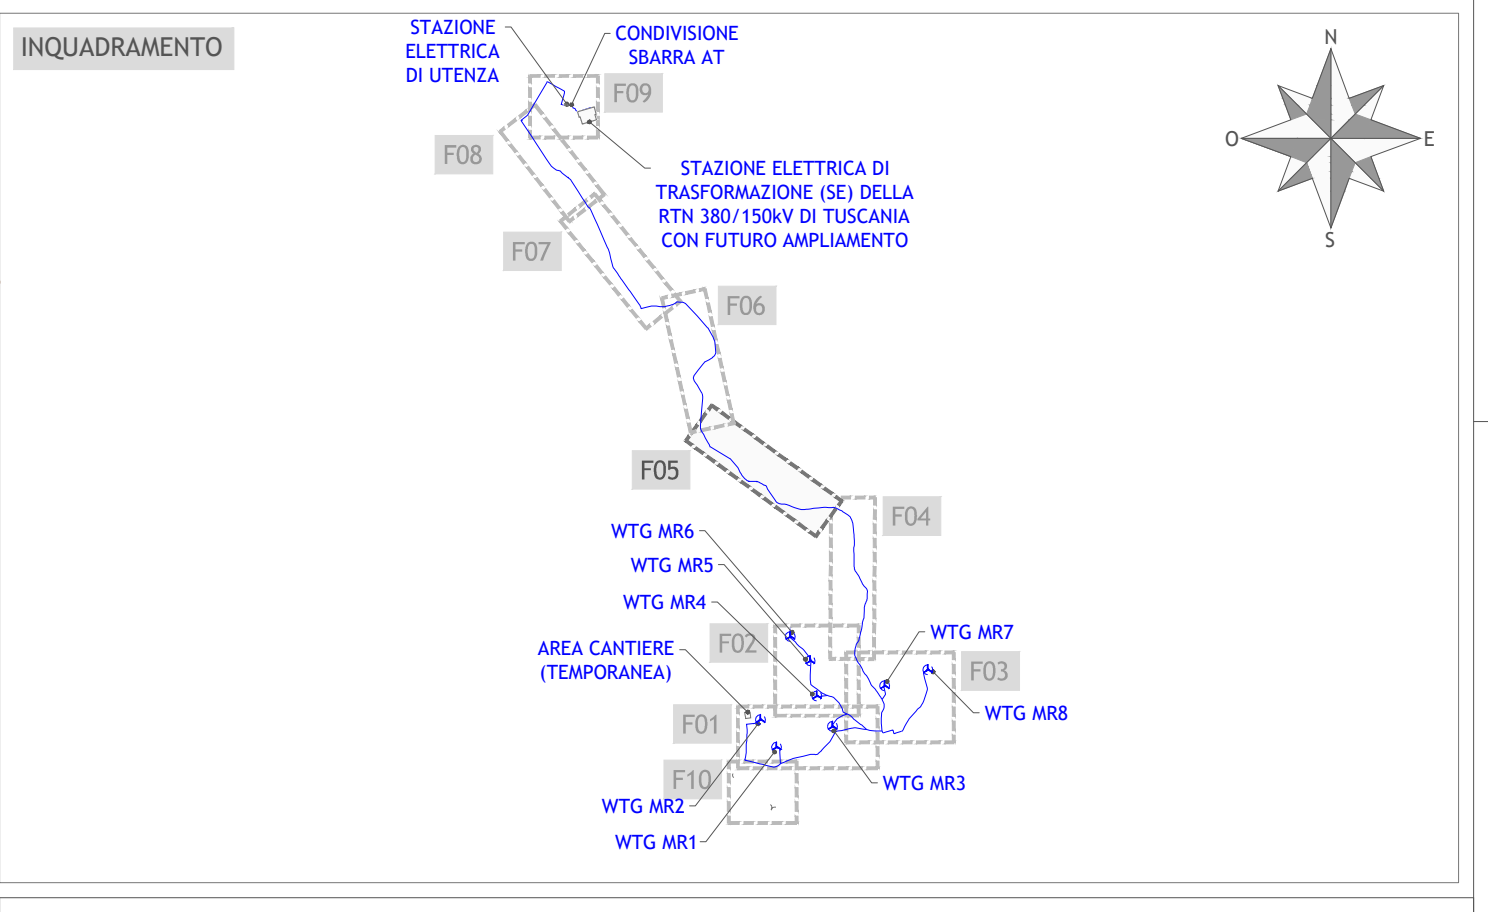 INQUADRAMENTO
STAZIONE
ELETTRICA
DI UTENZA
CONDIVISIONE
SBARRA AT
F09
F08
STAZIONE ELETTRICA DI
TRASFORMAZIONE (SE) DELLA
RTN 380/150kV DI TUSCANIA
CON FUTURO AMPLIAMENTO
N
O
E
S
F07
F06
F05
F04
WTG MR6
WTG MR5
WTG MR4
F02
AREA CANTIERE
(TEMPORANEA)
WTG MR7
F03
WTG MR8
F01
F10
WTG MR3
WTG MR2
WTG MR1